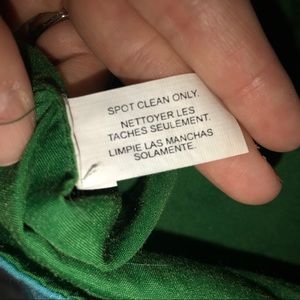 SPOT CLEAN ONLY.
NETTOYER LES
TACHES SEULEMENT.
LIMPIE LAS MANCHAS
SOLAMENTE.